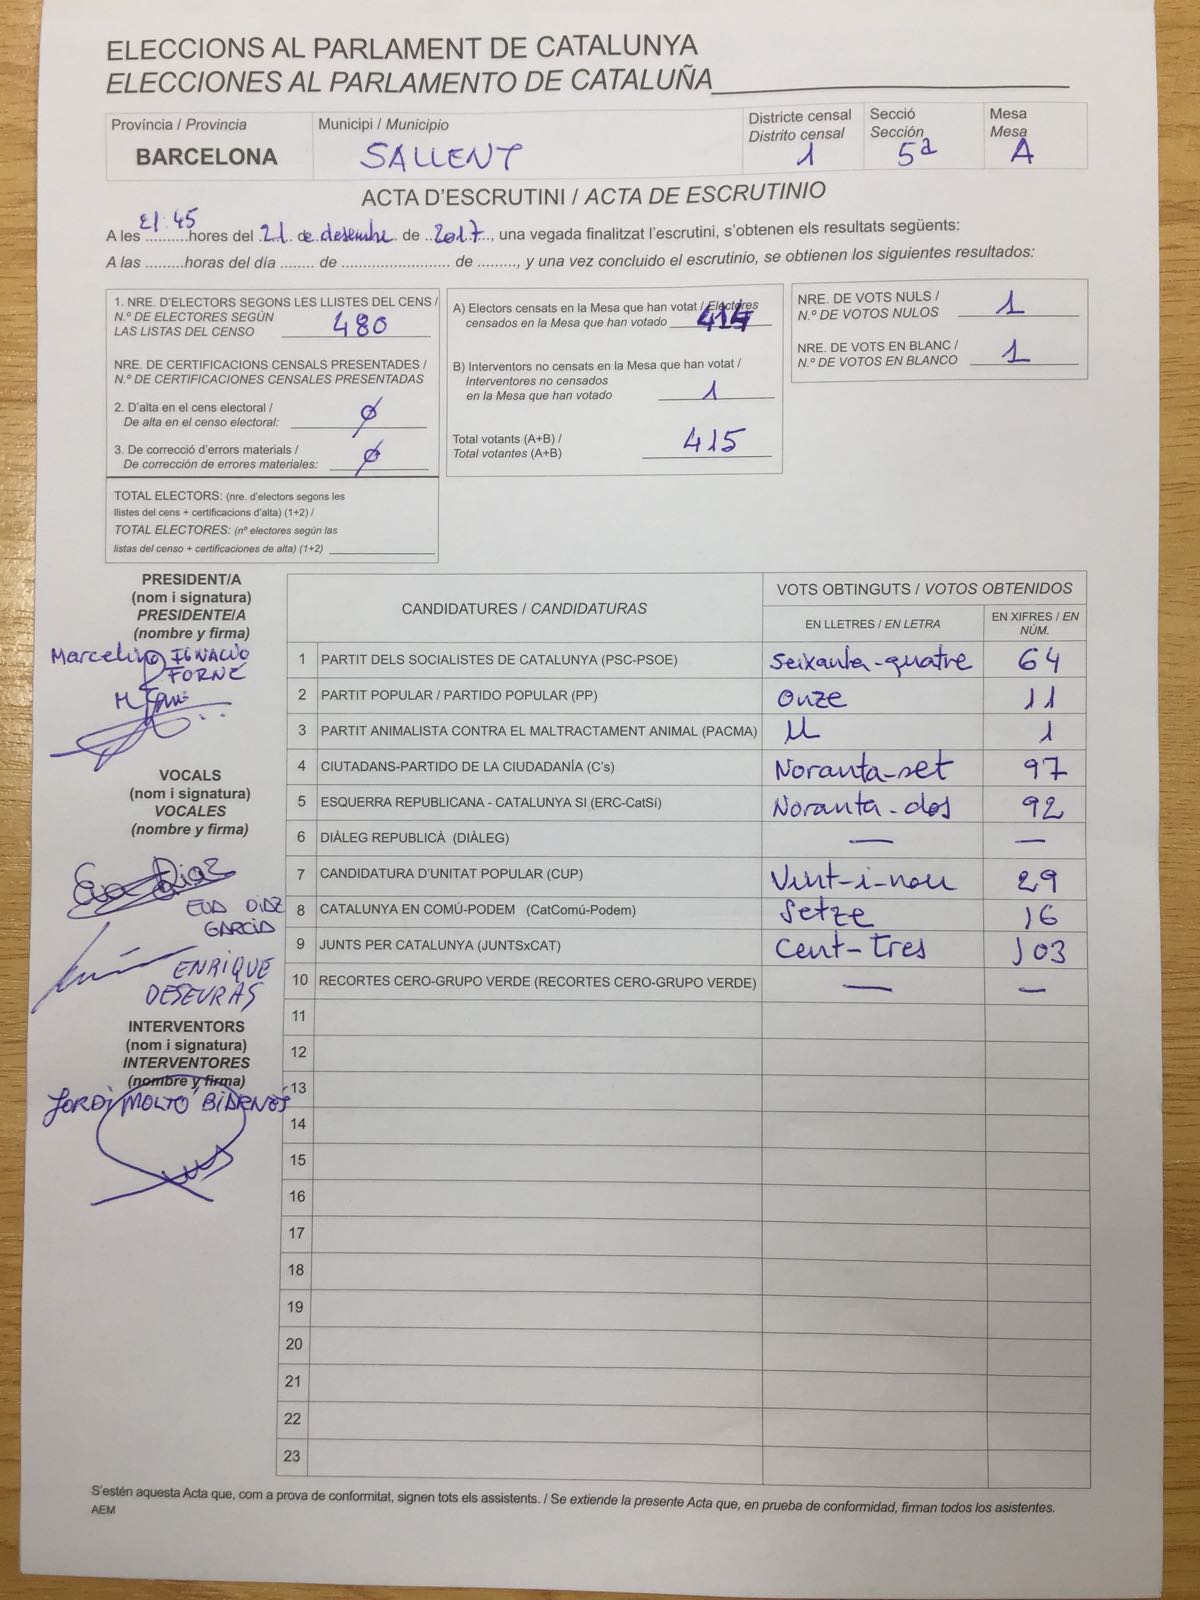 ELECCIONS AL PARLAMENT DE CATALUNYA
ELECCIONES AL PARLAMENTO DE CATALUÑA
Província / Provincia
BARCELONA
Municipi / Municipio
SALLENT
Districte censal
Distrito censal
1
Secció
Sección
5ª
Mesa
Mesa
A
ACTA D'ESCRUTINI / ACTA DE ESCRUTINIO
A les 21:45 hores del 21 de desembre de 2017, una vegada finalitzat l'escrutini, s'obtenen els resultats següents:
A las .........horas del día ........ de ......................... de ........., y una vez concluido el escrutinio, se obtienen los siguientes resultados:
1. NRE. D'ELECTORS SEGONS LES LLISTES DEL CENS /
N.º DE ELECTORES SEGÚN
LAS LISTAS DEL CENSO 480
NRE. DE CERTIFICACIONS CENSALS PRESENTADES /
N.º DE CERTIFICACIONES CENSALES PRESENTADAS
2. D'alta en el cens electoral /
De alta en el censo electoral: Ø
3. De correcció d'errors materials /
De corrección de errores materiales: Ø
TOTAL ELECTORS: (nre. d'electors segons les
llistes del cens + certificacions d'alta) (1+2) /
TOTAL ELECTORES: (nº electores según las
listas del censo + certificaciones de alta) (1+2)
A) Electors censats en la Mesa que han votat / Electores
censados en la Mesa que han votado 414
B) Interventors no censats en la Mesa que han votat /
Interventores no censados
en la Mesa que han votado 1
Total votants (A+B) /
Total votantes (A+B) 415
NRE. DE VOTS NULS /
N.º DE VOTOS NULOS 1
NRE. DE VOTS EN BLANC /
N.º DE VOTOS EN BLANCO 1
PRESIDENT/A
(nom i signatura)
PRESIDENTE/A
(nombre y firma)
Marcelino IGNACIO
FORNE
VOCALS
(nom i signatura)
VOCALES
(nombre y firma)
Eva Diaz
EVA DIAZ
GARCIA
ENRIQUE
DESEURAS
INTERVENTORS
(nom i signatura)
INTERVENTORES
(nombre y firma)
JORDI MOLTÓ BIARNÉS
CANDIDATURES / CANDIDATURAS
VOTS OBTINGUTS / VOTOS OBTENIDOS
EN LLETRES / EN LETRA
EN XIFRES / EN
NÚM.
1 PARTIT DELS SOCIALISTES DE CATALUNYA (PSC-PSOE) Seixanta-quatre 64
2 PARTIT POPULAR / PARTIDO POPULAR (PP) Onze 11
3 PARTIT ANIMALISTA CONTRA EL MALTRACTAMENT ANIMAL (PACMA) U 1
4 CIUTADANS-PARTIDO DE LA CIUDADANÍA (C's) Noranta-set 97
5 ESQUERRA REPUBLICANA - CATALUNYA SI (ERC-CatSí) Noranta-dos 92
6 DIÀLEG REPUBLICÀ (DIÀLEG) — —
7 CANDIDATURA D'UNITAT POPULAR (CUP) Vint-i-nou 29
8 CATALUNYA EN COMÚ-PODEM (CatComú-Podem) Setze 16
9 JUNTS PER CATALUNYA (JUNTSxCAT) Cent-tres 103
10 RECORTES CERO-GRUPO VERDE (RECORTES CERO-GRUPO VERDE) — —
11
12
13
14
15
16
17
18
19
20
21
22
23
S'estén aquesta Acta que, com a prova de conformitat, signen tots els assistents. / Se extiende la presente Acta que, en prueba de conformidad, firman todos los asistentes.
AEM